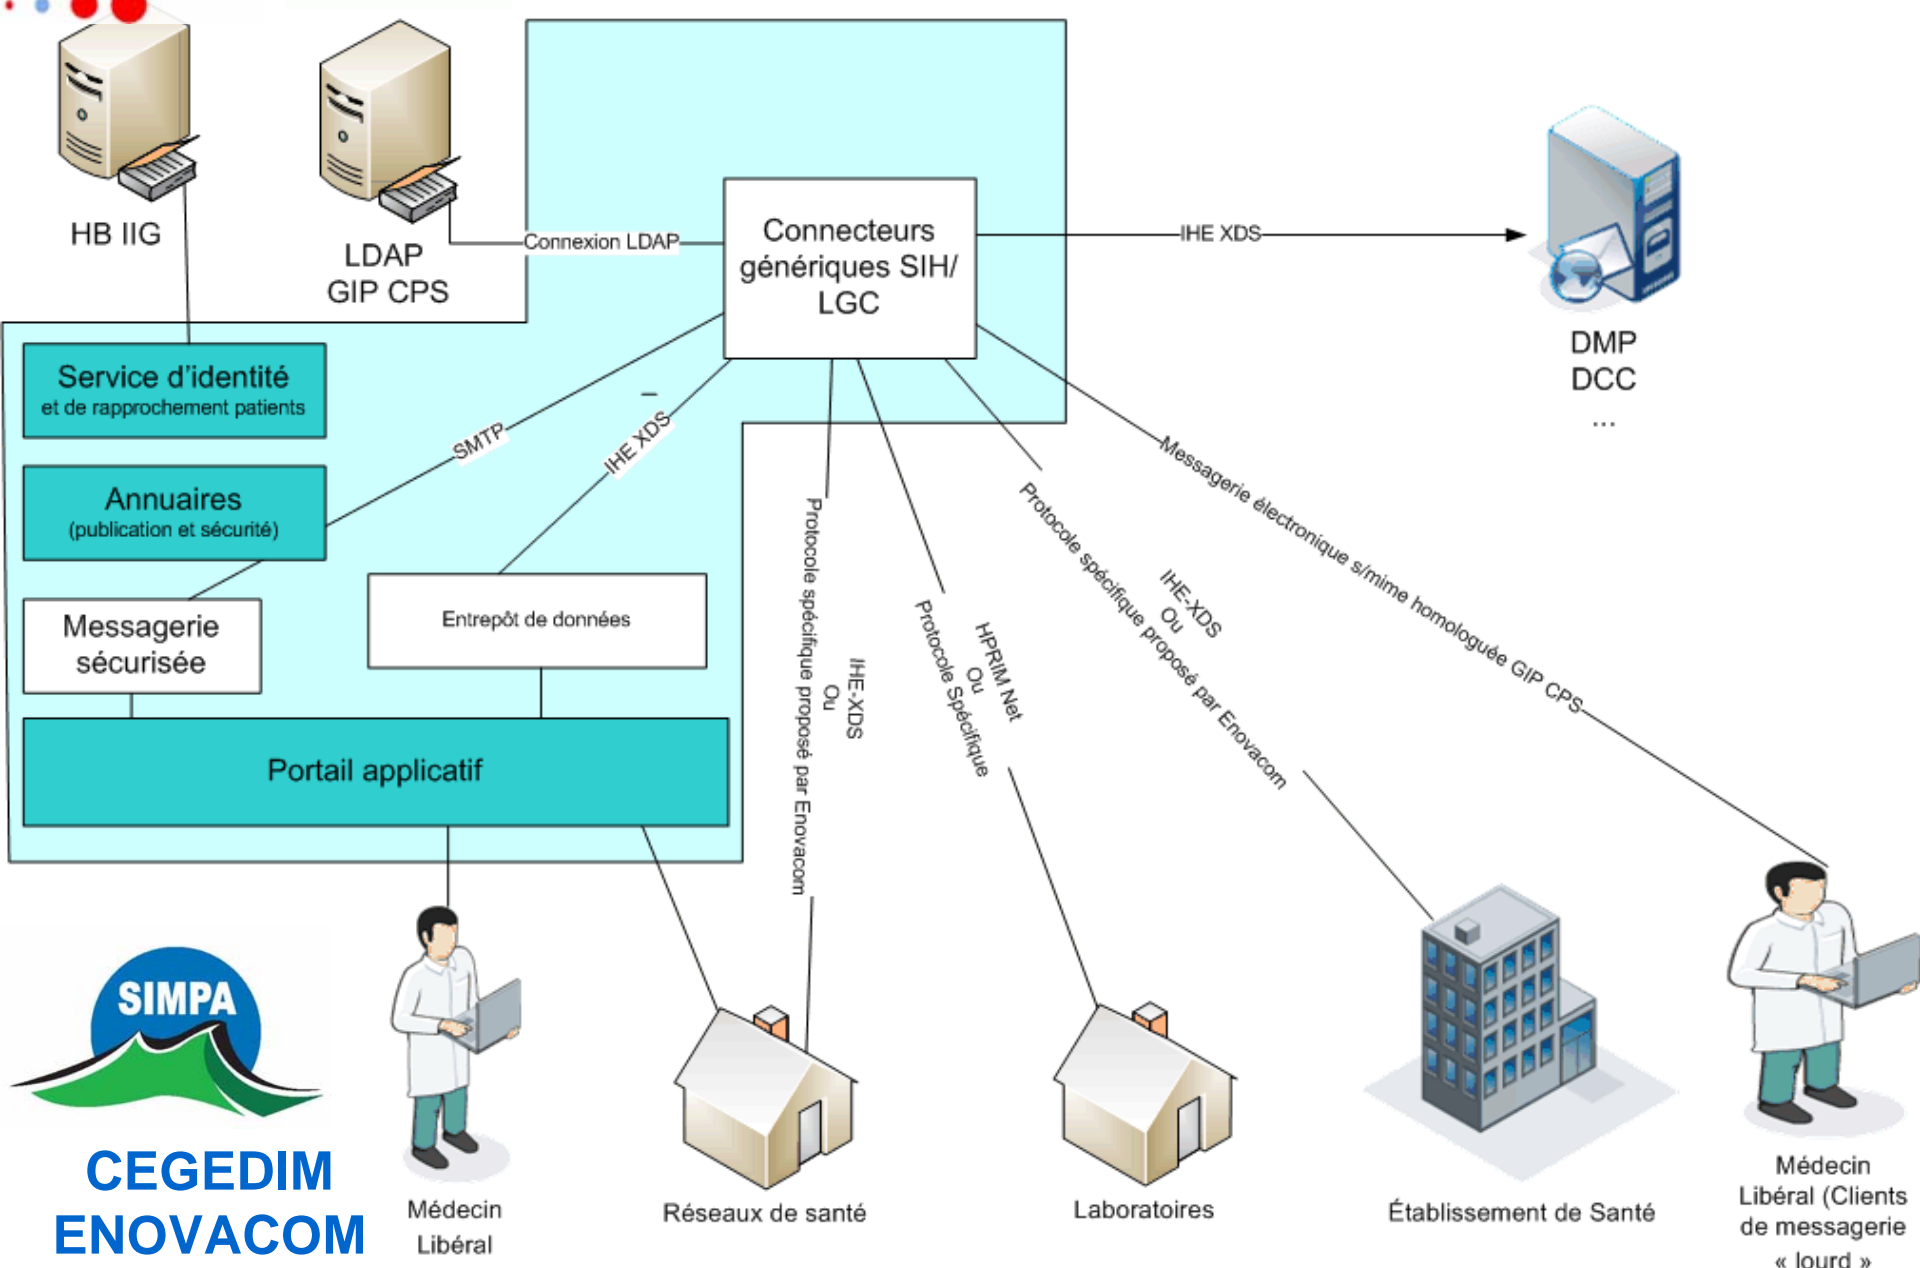 HB IIG
LDAP
GIP CPS
Connexion LDAP
Connecteurs
génériques SIH/
LGC
IHE XDS
DMP
DCC
...
Service d'identité
et de rapprochement patients
Annuaires
(publication et sécurité)
Messagerie
sécurisée
SMTP
IHE XDS
Entrepôt de données
Portail applicatif
IHE-XDS
Ou
Protocole spécifique proposé par Enovacom
HPRIM Net
Ou
Protocole Spécifique
IHE-XDS
Ou
Protocole spécifique proposé par Enovacom
Messagerie électronique s/mime homologuée GIP CPS
SIMPA
CEGEDIM
ENOVACOM
Médecin
Libéral
Réseaux de santé
Laboratoires
Établissement de Santé
Médecin
Libéral (Clients
de messagerie
« lourd »